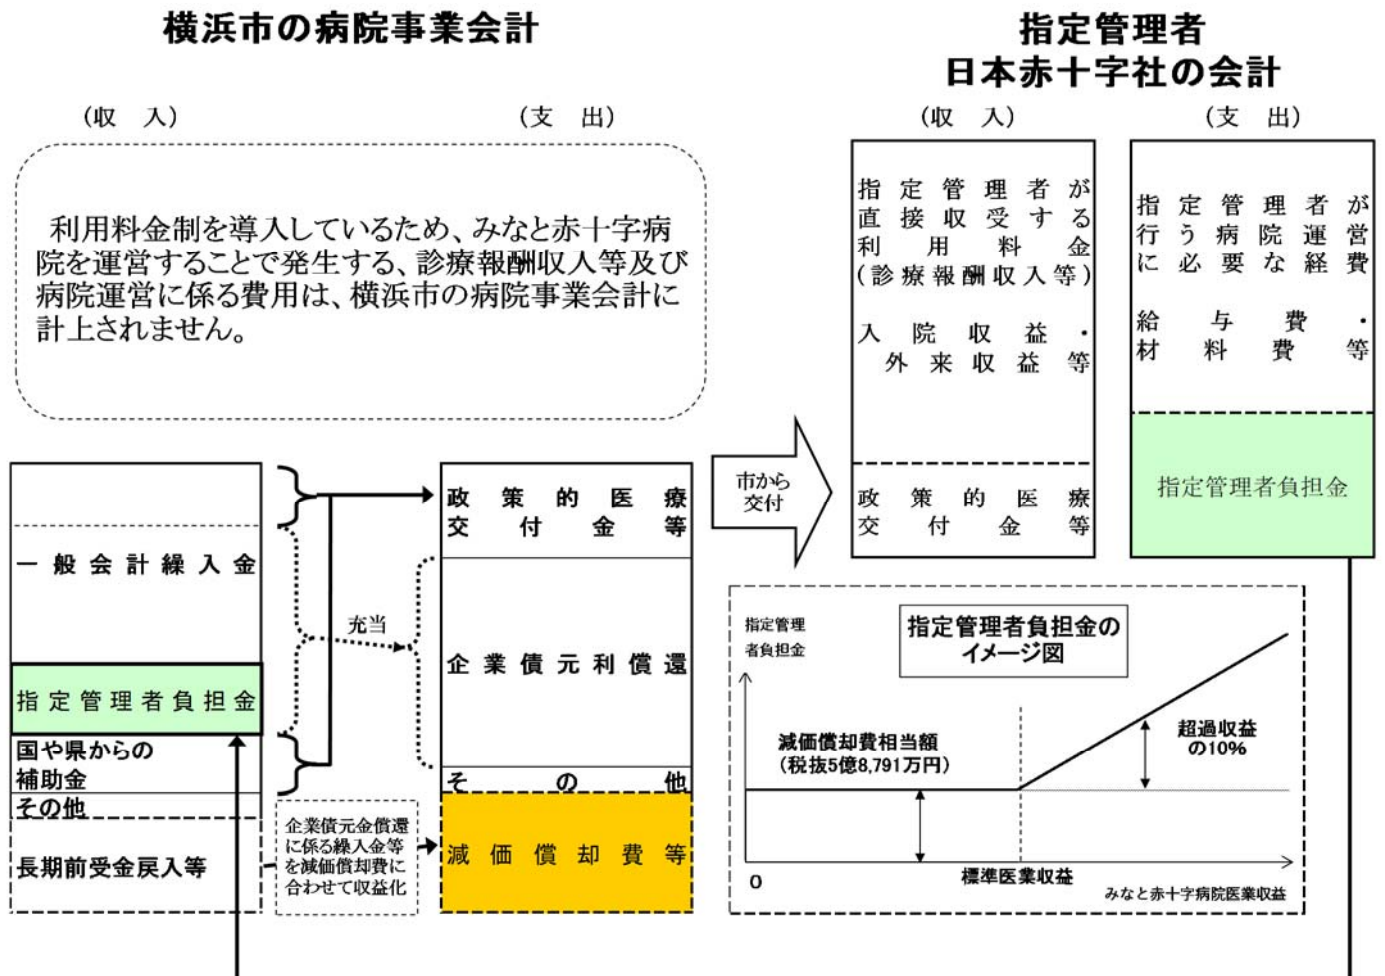 横浜市の病院事業会計
(収 入)
(支 出)
利用料金制を導入しているため、みなと赤十字病
院を運営することで発生する、診療報酬収入等及び
病院運営に係る費用は、横浜市の病院事業会計に
計上されません。
一般会計繰入金
指定管理者負担金
国や県からの
補助金
その他
長期前受金戻入等
充当
企業債元金償還
に係る繰入金等
を減価償却費に
合わせて収益化
政策的医療
交付金等
企業債元利償還
その他
減価償却費等
市から
交付
指定管理者
日本赤十字社の会計
(収 入)
(支 出)
指定管理者が
直接収受する
利用料金
(診療報酬収入等)
入院収益・
外来収益等
政策的医療
交付金等
指定管理者が
行う病院運営
に必要な経費
給与費・
材料費等
指定管理者負担金
指定管理者負担金の
イメージ図
指定管理
者負担金
減価償却費相当額
(税抜5億8,791万円)
超過収益
の10%
0
標準医業収益
みなと赤十字病院医業収益